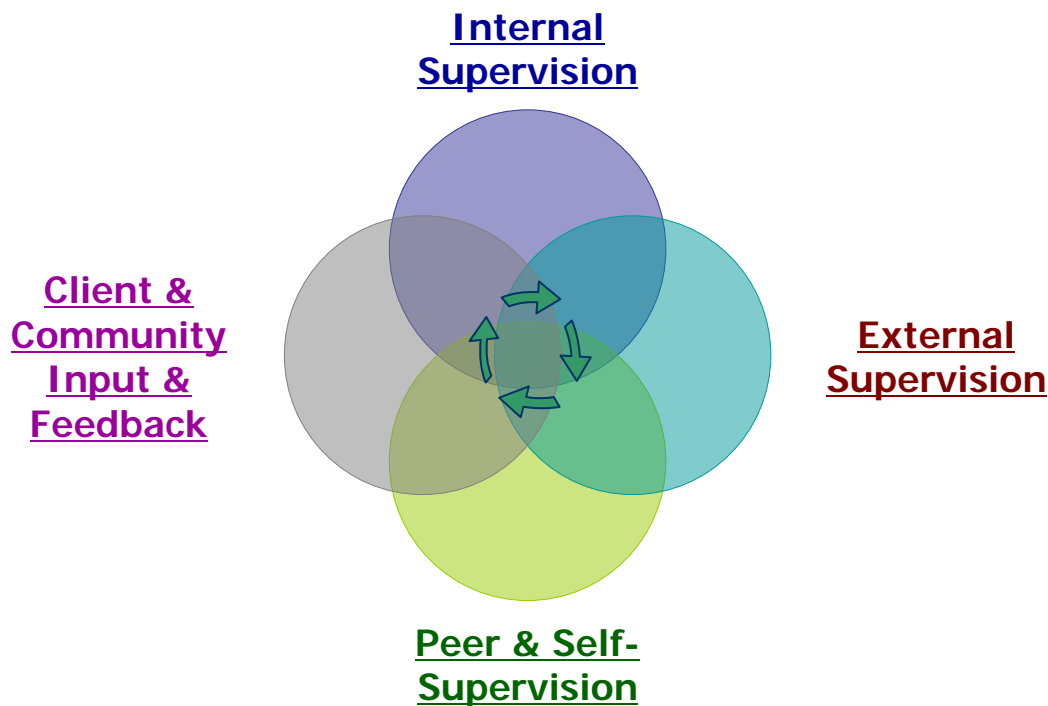 Internal
Supervision
Client &
Community
Input &
Feedback
External
Supervision
Peer & Self-
Supervision